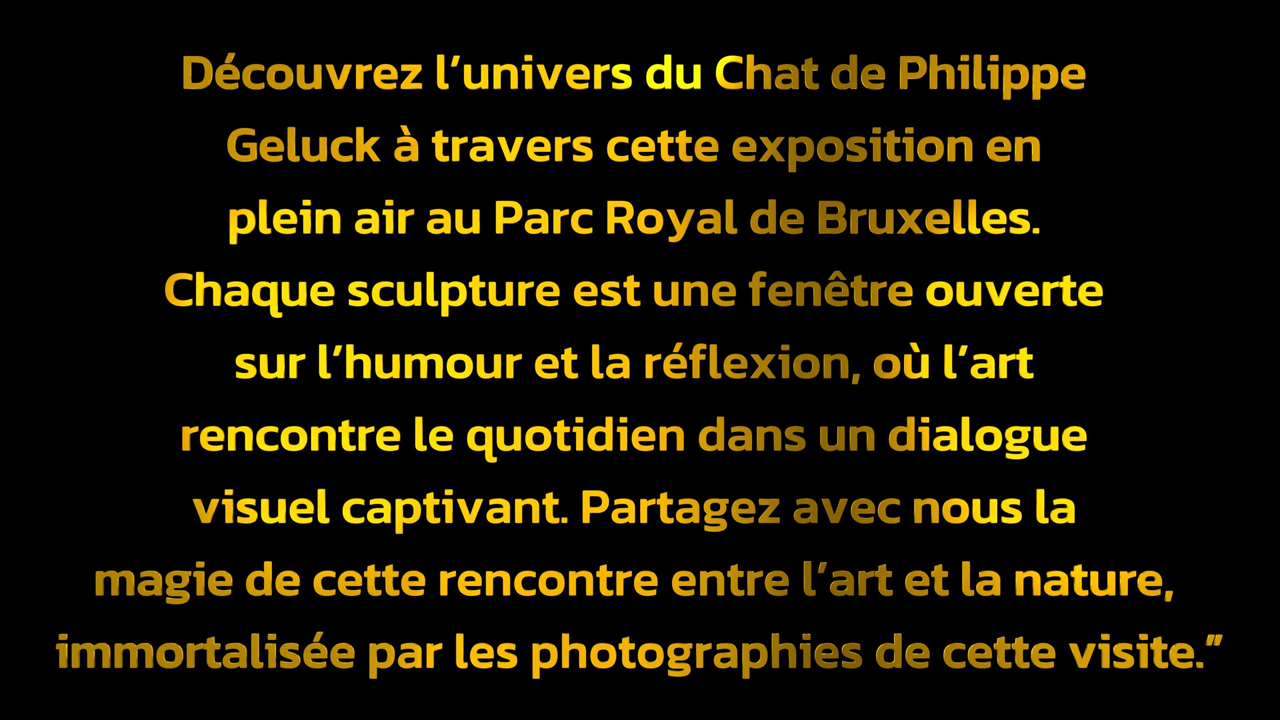 Découvrez l’univers du Chat de Philippe
Geluck à travers cette exposition en
plein air au Parc Royal de Bruxelles.
Chaque sculpture est une fenêtre ouverte
sur l’humour et la réflexion, où l’art
rencontre le quotidien dans un dialogue
visuel captivant. Partagez avec nous la
magie de cette rencontre entre l’art et la nature,
immortalisée par les photographies de cette visite.”